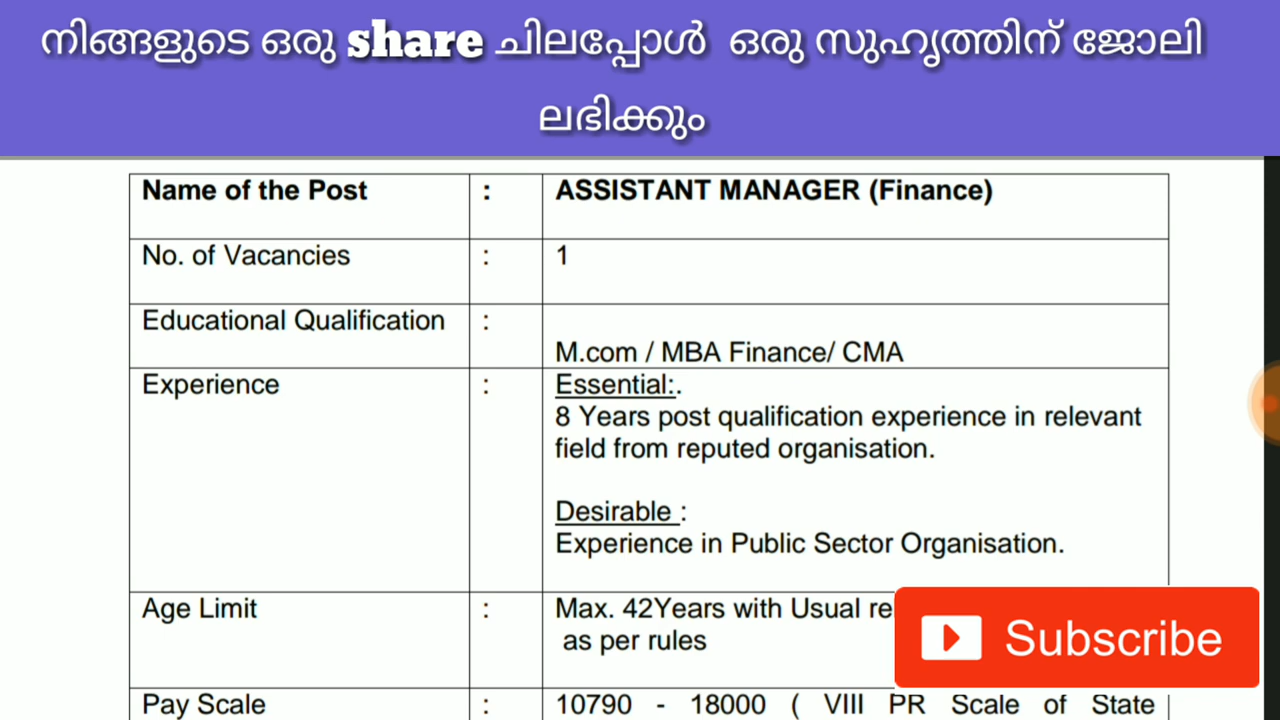 നിങ്ങളുടെ ഒരു share ചിലപ്പോൾ ഒരു സുഹൃത്തിന് ജോലി
ലഭിക്കും
Name of the Post : ASSISTANT MANAGER (Finance)
No. of Vacancies : 1
Educational Qualification :
M.com / MBA Finance/ CMA
Experience : Essential:.
8 Years post qualification experience in relevant
field from reputed organisation.
Desirable :
Experience in Public Sector Organisation.
Age Limit : Max. 42Years with Usual
as per rules
Subscribe
Pay Scale : 10790 - 18000 ( VIII PR Scale of State